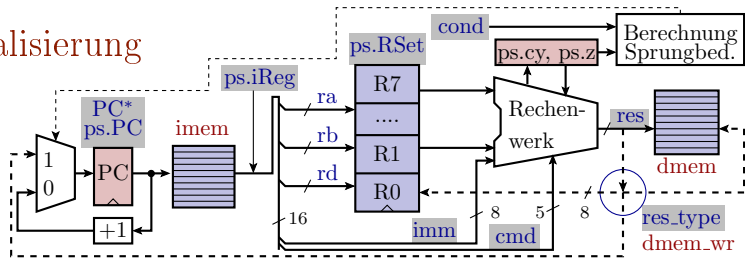 alisierung
cond
ps.RSet
ps.cy, ps.z
Berechnung
Sprungbed.
ps.iReg
PC*
ps.PC
imem
ra
rb
rd
R7
....
R1
R0
Rechen-
werk
res
dmem
1
0
PC
+1
16
imm
8
cmd
5
8
res_type
dmem_wr